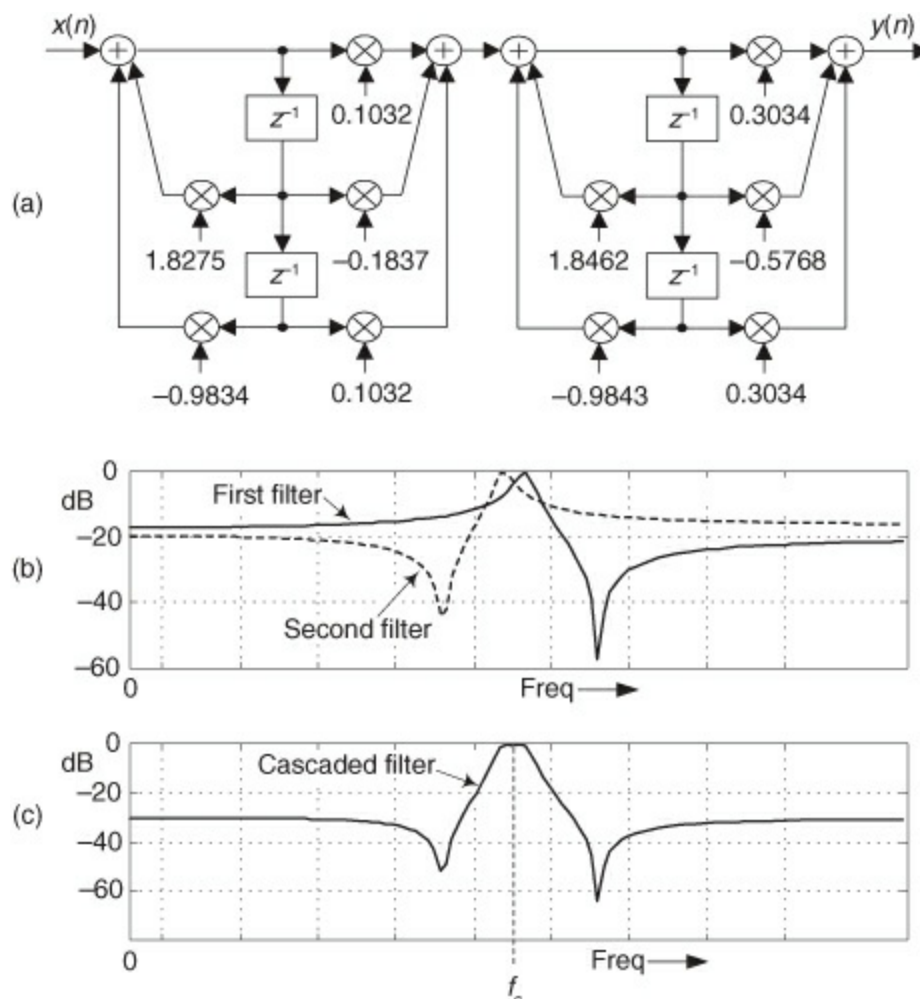 x(n) y(n)
+ + + +
0.1032 0.3034
z⁻¹ z⁻¹
(a)
1.8275 −0.1837 1.8462 −0.5768
z⁻¹ z⁻¹
−0.9834 0.1032 −0.9843 0.3034
0
dB
First filter
−20
(b)
−40
Second filter
−60
0 Freq
0
dB
Cascaded filter
−20
(c)
−40
−60
0 Freq